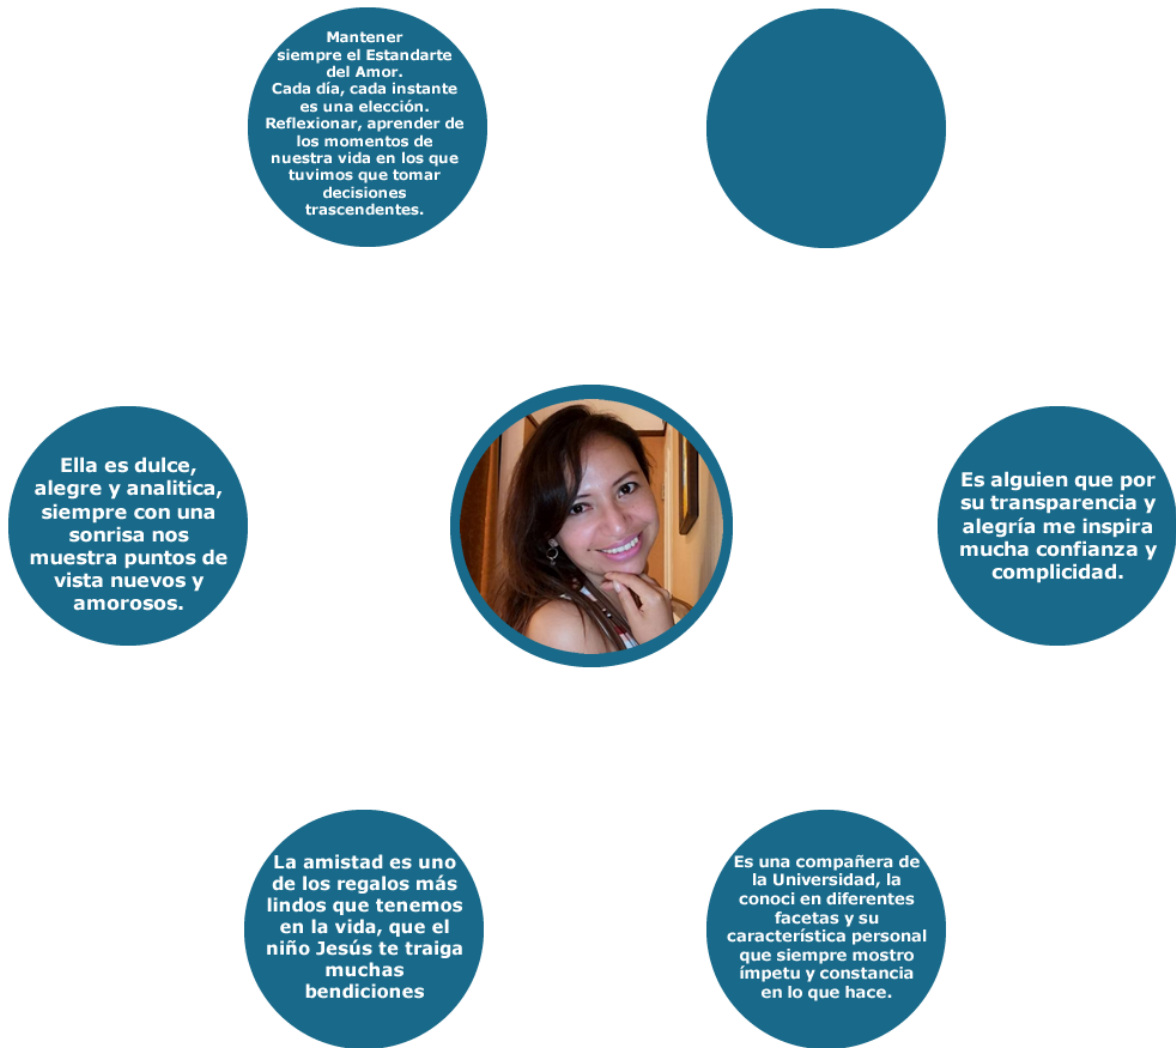 Mantener
siempre el Estandarte
del Amor.
Cada día, cada instante
es una elección.
Reflexionar, aprender de
los momentos de
nuestra vida en los que
tuvimos que tomar
decisiones
trascendentes.
Ella es dulce,
alegre y analitica,
siempre con una
sonrisa nos
muestra puntos de
vista nuevos y
amorosos.
Es alguien que por
su transparencia y
alegría me inspira
mucha confianza y
complicidad.
La amistad es uno
de los regalos más
lindos que tenemos
en la vida, que el
niño Jesús te traiga
muchas
bendiciones
Es una compañera de
la Universidad, la
conoci en diferentes
facetas y su
característica personal
que siempre mostro
ímpetu y constancia
en lo que hace.